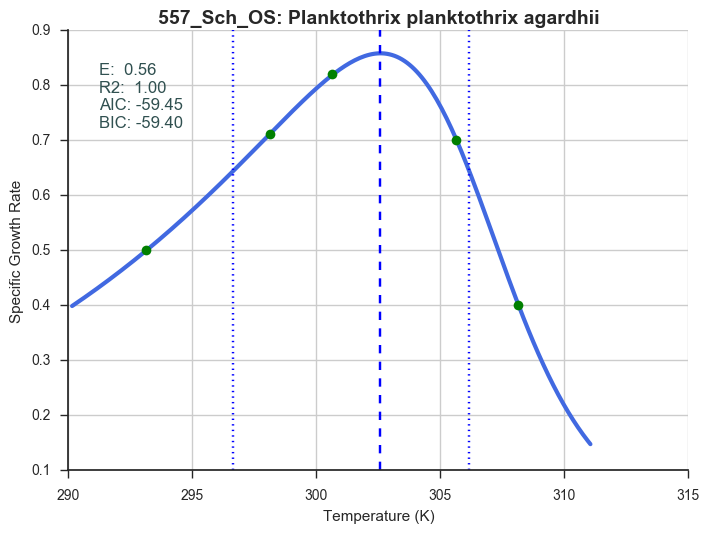 557_Sch_OS: Planktothrix planktothrix agardhii
E:  0.56
R2:  1.00
AIC: -59.45
BIC: -59.40
0.9
0.8
0.7
0.6
0.5
0.4
0.3
0.2
0.1
Specific Growth Rate
290 295 300 305 310 315
Temperature (K)